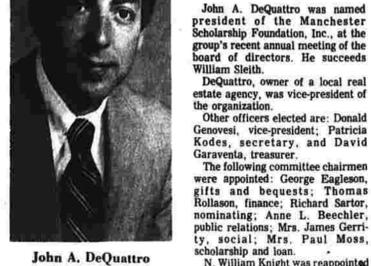 John A. DeQuattro was named
president of the Manchester
Scholarship Foundation, Inc., at the
group's recent annual meeting of the
board of directors. He succeeds
William Sleith.
DeQuattro, owner of a local real
estate agency, was vice-president of
the organization.
Other officers elected are: Donald
Genovesi, vice-president; Patricia
Kodes, secretary, and David
Garaventa, treasurer.
The following committee chairmen
were appointed: George Eagleson,
gifts and bequests; Thomas
Rollason, finance; Richard Sartor,
nominating; Anne L. Beechler,
public relations; Mrs. James Gerri-
ty, social; Mrs. Paul Moss,
scholarship and loan.
N. William Knight was reappointed
John A. DeQuattro